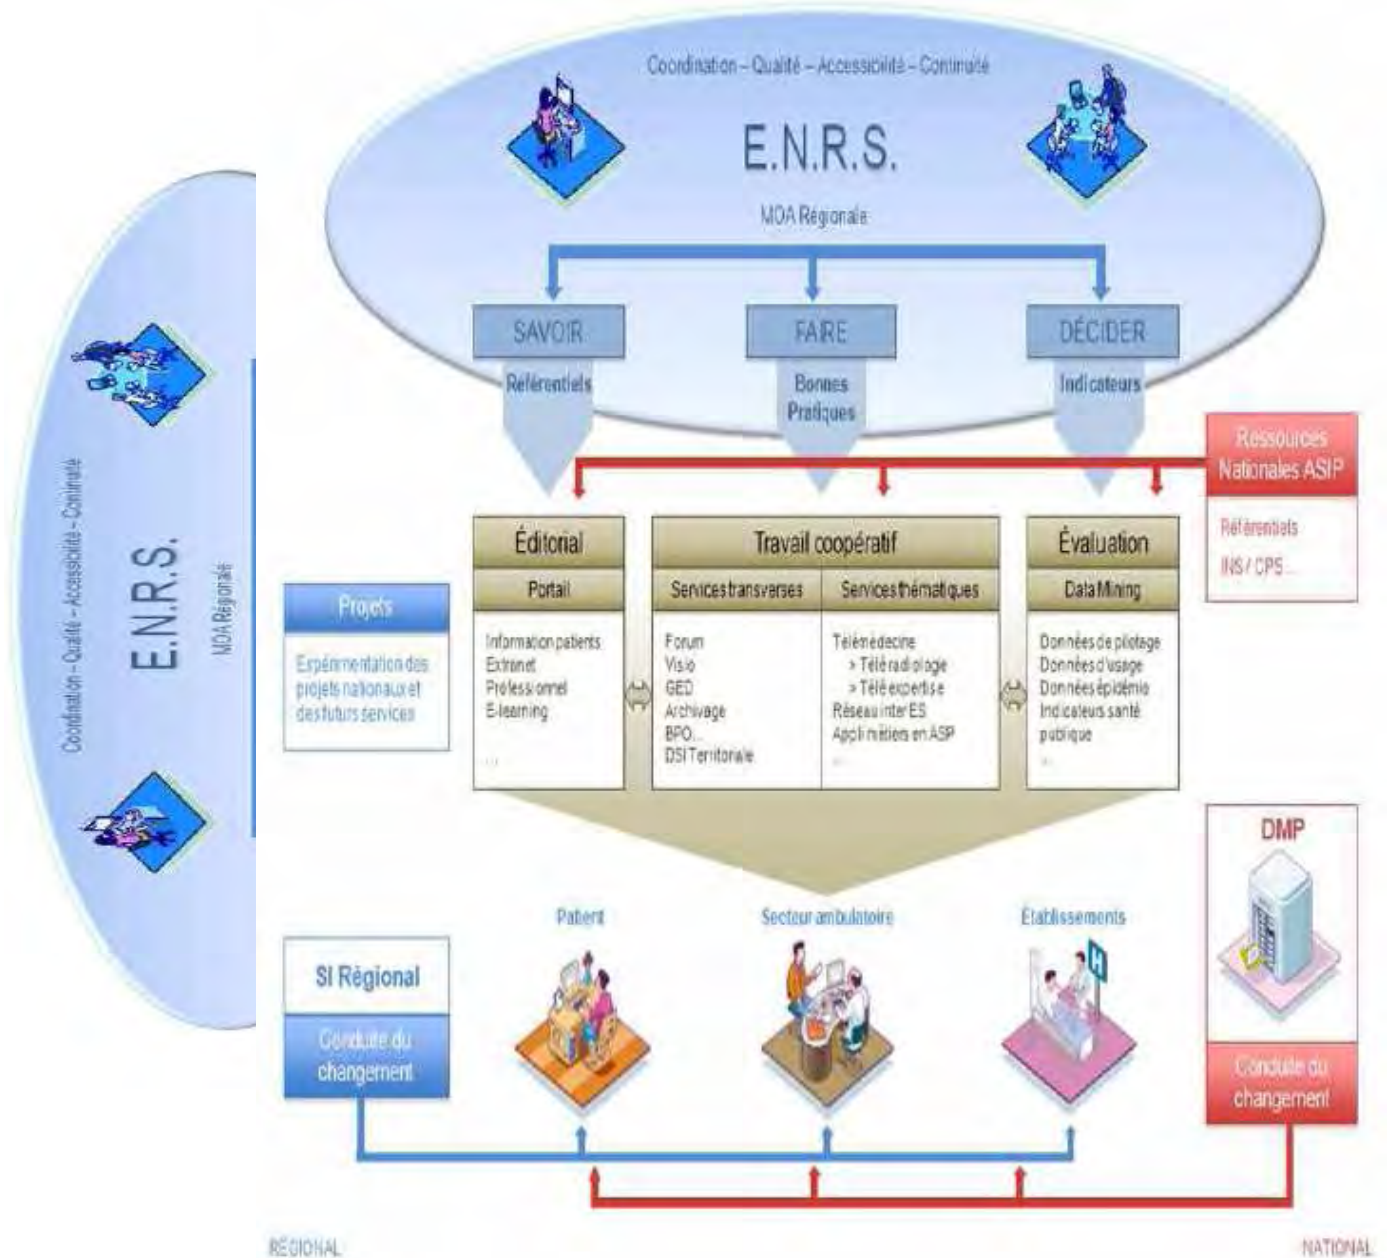 Coordination – Qualité – Accessibilité – Continuité
E.N.R.S.
MOA Régionale
SAVOIR
FAIRE
DÉCIDER
Référentiels
Bonnes
Pratiques
Indicateurs
Ressources
Nationales ASIP
Référentiels
INS / CPS ...
Coordination – Qualité – Accessibilité – Continuité
E.N.R.S.
MOA Régionale
Projets
Expérimentation des
projets nationaux et
des futurs services
Éditorial
Portail
Information patients
Extranet
Professionnel
E-learning
...
Travail coopératif
Services transverses
Forum
Visio
GED
Archivage
BPO...
DSI Territoriale
Services thématiques
Télémédecine
> Télé radiologie
> Télé expertise
Réseau inter ES
Appli métiers en ASP
...
Évaluation
Data Mining
Données de pilotage
Données d'usage
Données épidémio
Indicateurs santé
publique
...
DMP
Conduite du
changement
Patient
Secteur ambulatoire
Établissements
H
SI Régional
Conduite du
changement
RÉGIONAL
NATIONAL